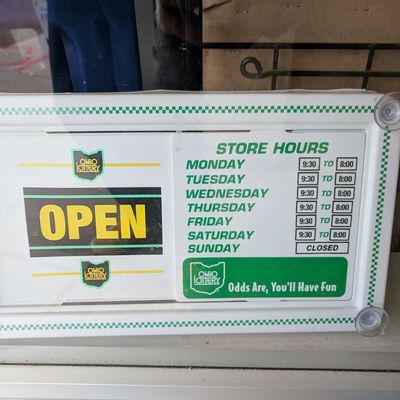 OHIO
LOTTERY
OPEN
OHIO
LOTTERY
STORE HOURS
MONDAY 9:30 TO 8:00
TUESDAY 9:30 TO 8:00
WEDNESDAY 9:30 TO 8:00
THURSDAY 9:30 TO 8:00
FRIDAY 9:30 TO 8:00
SATURDAY 9:30 TO 8:00
SUNDAY CLOSED
OHIO
LOTTERY
Odds Are, You'll Have Fun